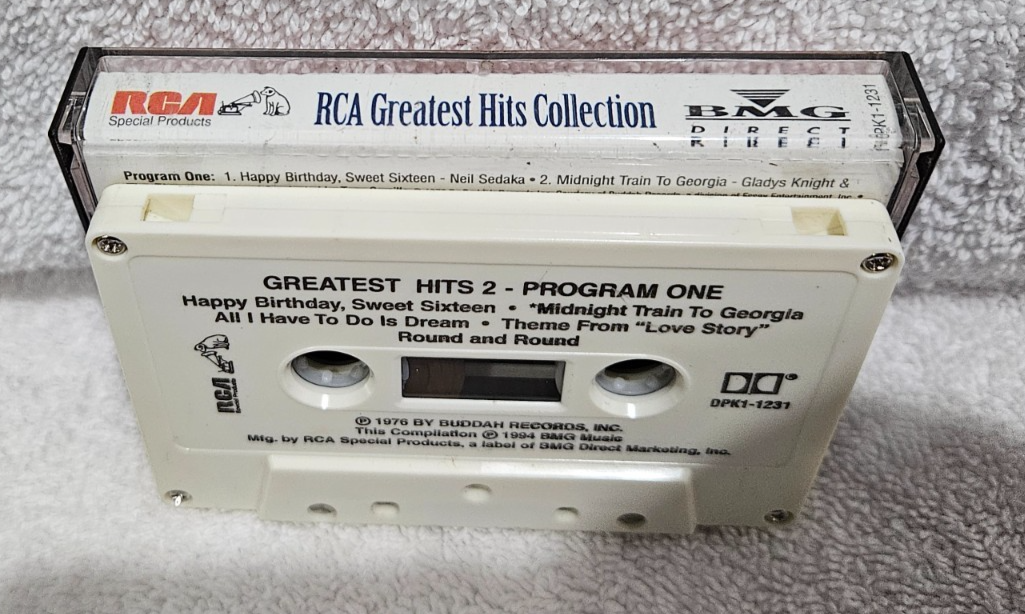 RCA
Special Products
RCA Greatest Hits Collection
BMG
DIRECT
DPK1-1231
Program One: 1. Happy Birthday, Sweet Sixteen - Neil Sedaka • 2. Midnight Train To Georgia - Gladys Knight &
GREATEST HITS 2 - PROGRAM ONE
Happy Birthday, Sweet Sixteen • *Midnight Train To Georgia
All I Have To Do Is Dream • Theme From "Love Story"
Round and Round
RCA
DPK1-1231
℗ 1976 BY BUDDAH RECORDS, INC.
This Compilation ℗ 1994 BMG Music
Mfg. by RCA Special Products, a label of BMG Direct Marketing, Inc.